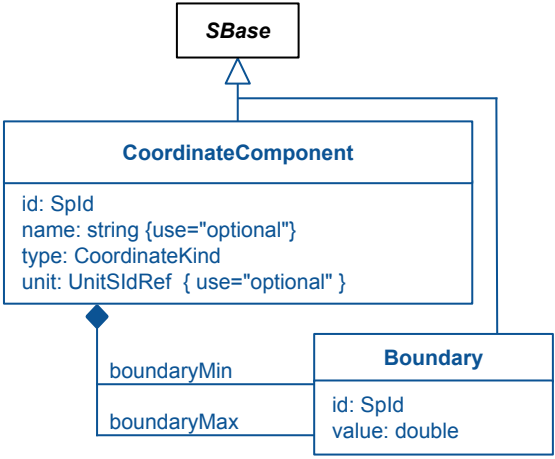 SBase
CoordinateComponent
id: SpId
name: string {use="optional"}
type: CoordinateKind
unit: UnitSIdRef { use="optional" }
boundaryMin
boundaryMax
Boundary
id: SpId
value: double